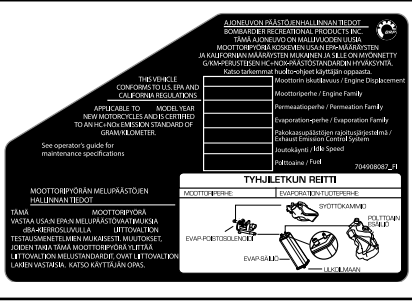 AJONEUVON PÄÄSTÖJENHALLINNAN TIEDOT
BOMBARDIER RECREATIONAL PRODUCTS INC.
TÄMÄ AJONEUVO ON MALLIVUODEN UUSIA
MOOTTORIPYÖRIÄ KOSKEVIEN USA:N EPA-MÄÄRÄYSTEN
JA KALIFORNIAN MÄÄRÄYSTEN MUKAINEN JA SILLE ON MYÖNNETTY
G/KM-PERUSTEISEN HC+NOX-PÄÄSTÖSTANDARDIN HYVÄKSYNTÄ.
Katso tarkemmat huolto-ohjeet käyttäjän oppaasta.
THIS VEHICLE
CONFORMS TO U.S. EPA AND
CALIFORNIA REGULATIONS
APPLICABLE TO MODEL YEAR
NEW MOTORCYCLES AND IS CERTIFIED
TO AN HC+NOx EMISSION STANDARD OF
GRAM/KILOMETER.
See operator's guide for
maintenance specifications
Moottorin iskutilavuus / Engine Displacement
Moottoriperhe / Engine Family
Permeaatioperhe / Permeation Family
Evaporation-perhe / Evaporation Family
Pakokaasupäästöjen rajoitusjärjestelmä /
Exhaust Emission Control System
Joutokäynti / Idle Speed
Polttoaine / Fuel
704908087_FI
MOOTTORIPYÖRÄN MELUPÄÄSTÖJEN
HALLINNAN TIEDOT
TÄMÄ MOOTTORIPYÖRÄ
VASTAA USA:N EPA:N MELUPÄÄSTÖVAATIMUKSIA
dBA-KIERROSLUVULLA LIITTOVALTION
TESTAUSMENETELMIEN MUKAISESTI. MUUTOKSET,
JOIDEN TAKIA TÄMÄ MOOTTORIPYÖRÄ YLITTÄÄ
LIITTOVALTION MELUSTANDARDIT, OVAT LIITTOVALTION
LAKIEN VASTAISIA. KATSO KÄYTTÄJÄN OPAS.
TYHJILETKUN REITTI
MOOTTORIPERHE: EVAPORATION-TUOTEPERHE:
SYÖTTÖKAMMIO
POLTTOAIN
ESÄILIÖ
EVAP-POISTOSOLENOIDI
EVAP-SÄILIÖ
ULKOILMAAN